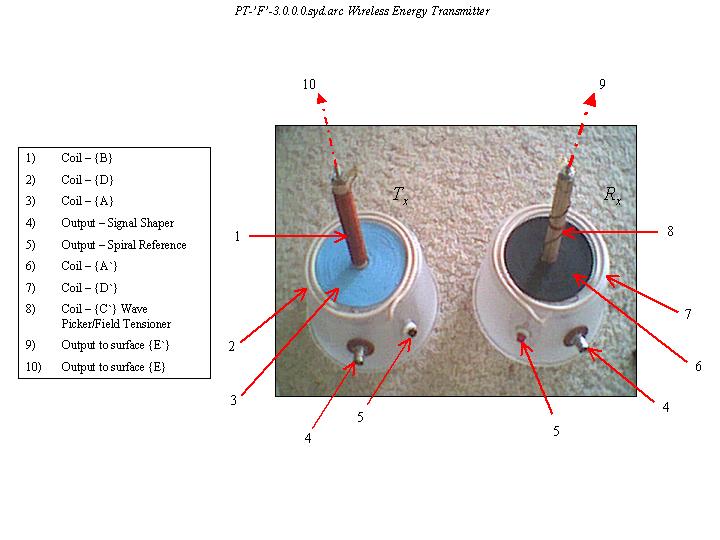 PT-'F'-3.0.0.0.syd.arc Wireless Energy Transmitter
10
9
1) Coil – {B}
2) Coil – {D}
3) Coil – {A}
4) Output – Signal Shaper
5) Output – Spiral Reference
6) Coil – {A`}
7) Coil – {D`}
8) Coil – {C`} Wave
Picker/Field Tensioner
9) Output to surface {E`}
10) Output to surface {E}
Tx
Rx
1
8
7
2
6
3
4
5
5
4